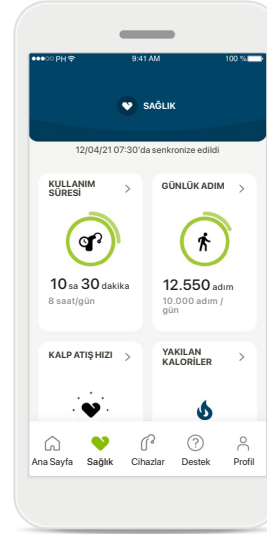 ●●●○○ PH 9:41 AM 100 %
SAĞLIK
12/04/21 07:30'da senkronize edildi
KULLANIM
SÜRESİ
10 sa 30 dakika
8 saat/gün
GÜNLÜK ADIM
12.550 adım
10.000 adım /
gün
KALP ATIŞ HIZI
YAKILAN
KALORİLER
Ana Sayfa Sağlık Cihazlar Destek Profil